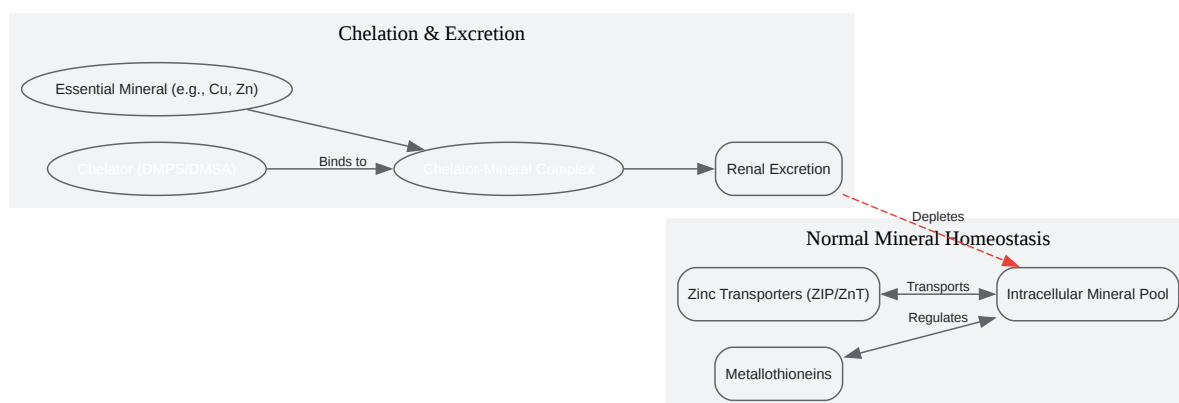 Chelation & Excretion
Essential Mineral (e.g., Cu, Zn)
Chelator (DMPS/DMSA)
Binds to
Chelator-Mineral Complex
Renal Excretion
Depletes
Normal Mineral Homeostasis
Zinc Transporters (ZIP/ZnT)
Transports
Intracellular Mineral Pool
Regulates
Metallothioneins